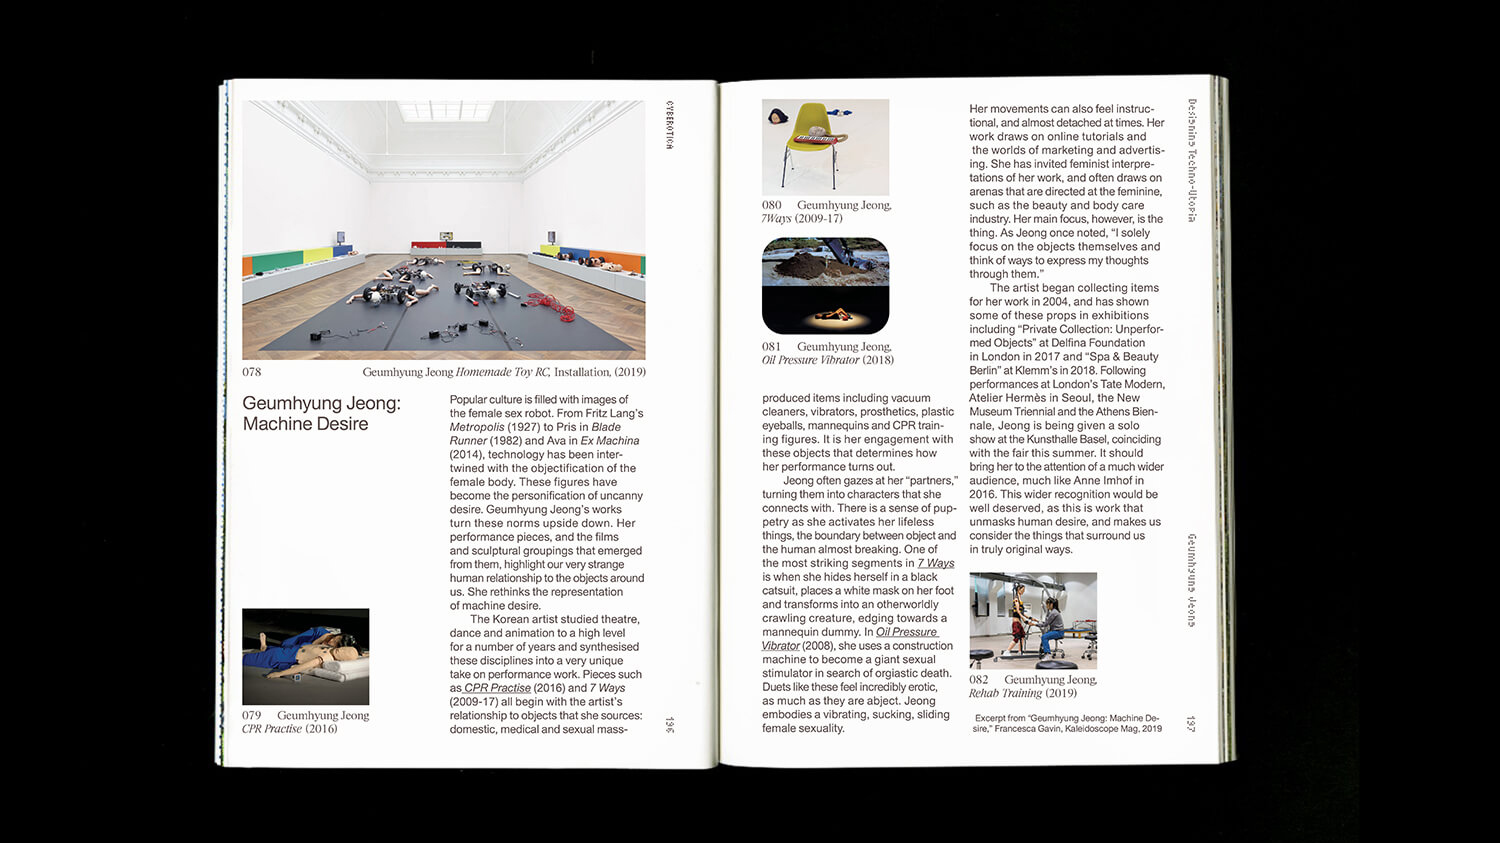 CYBEROTICA
078 Geumhyung Jeong Homemade Toy RC, Installation, (2019)
Geumhyung Jeong:
Machine Desire
079 Geumhyung Jeong
CPR Practise (2016)
Popular culture is filled with images of
the female sex robot. From Fritz Lang’s
Metropolis (1927) to Pris in Blade
Runner (1982) and Ava in Ex Machina
(2014), technology has been inter-
twined with the objectification of the
female body. These figures have
become the personification of uncanny
desire. Geumhyung Jeong’s works
turn these norms upside down. Her
performance pieces, and the films
and sculptural groupings that emerged
from them, highlight our very strange
human relationship to the objects around
us. She rethinks the representation
of machine desire.
The Korean artist studied theatre,
dance and animation to a high level
for a number of years and synthesised
these disciplines into a very unique
take on performance work. Pieces such
as CPR Practise (2016) and 7 Ways
(2009-17) all begin with the artist’s
relationship to objects that she sources:
domestic, medical and sexual mass-
196
080 Geumhyung Jeong,
7Ways (2009-17)
081 Geumhyung Jeong,
Oil Pressure Vibrator (2018)
produced items including vacuum
cleaners, vibrators, prosthetics, plastic
eyeballs, mannequins and CPR train-
ing figures. It is her engagement with
these objects that determines how
her performance turns out.
Jeong often gazes at her “partners,”
turning them into characters that she
connects with. There is a sense of pup-
petry as she activates her lifeless
things, the boundary between object and
the human almost breaking. One of
the most striking segments in 7 Ways
is when she hides herself in a black
catsuit, places a white mask on her foot
and transforms into an otherworldly
crawling creature, edging towards a
mannequin dummy. In Oil Pressure
Vibrator (2008), she uses a construction
machine to become a giant sexual
stimulator in search of orgiastic death.
Duets like these feel incredibly erotic,
as much as they are abject. Jeong
embodies a vibrating, sucking, sliding
female sexuality.
Her movements can also feel instruc-
tional, and almost detached at times. Her
work draws on online tutorials and
the worlds of marketing and advertis-
ing. She has invited feminist interpre-
tations of her work, and often draws on
arenas that are directed at the feminine,
such as the beauty and body care
industry. Her main focus, however, is the
thing. As Jeong once noted, “I solely
focus on the objects themselves and
think of ways to express my thoughts
through them.”
The artist began collecting items
for her work in 2004, and has shown
some of these props in exhibitions
including “Private Collection: Unperfor-
med Objects” at Delfina Foundation
in London in 2017 and “Spa & Beauty
Berlin” at Klemm’s in 2018. Following
performances at London’s Tate Modern,
Atelier Hermès in Seoul, the New
Museum Triennial and the Athens Bien-
nale, Jeong is being given a solo
show at the Kunsthalle Basel, coinciding
with the fair this summer. It should
bring her to the attention of a much wider
audience, much like Anne Imhof in
2016. This wider recognition would be
well deserved, as this is work that
unmasks human desire, and makes us
consider the things that surround us
in truly original ways.
082 Geumhyung Jeong,
Rehab Training (2019)
Excerpt from “Geumhyung Jeong: Machine De-
sire,” Francesca Gavin, Kaleidoscope Mag, 2019
Designing Techno-Utopia
Geumhyung Jeong
197